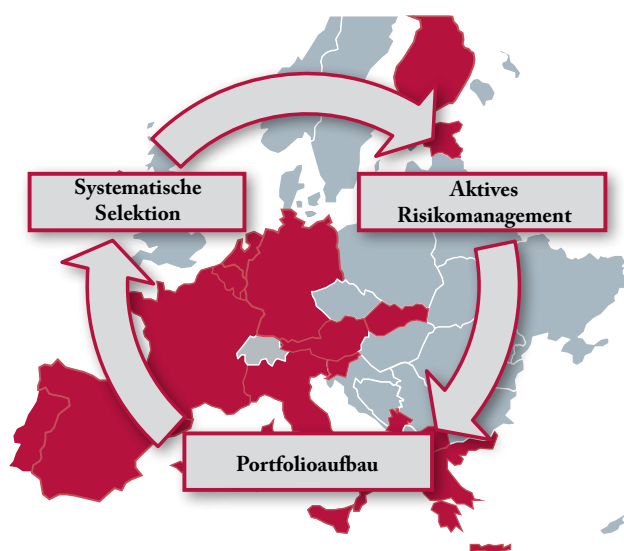 Systematische
Selektion
Aktives
Risikomanagement
Portfolioaufbau